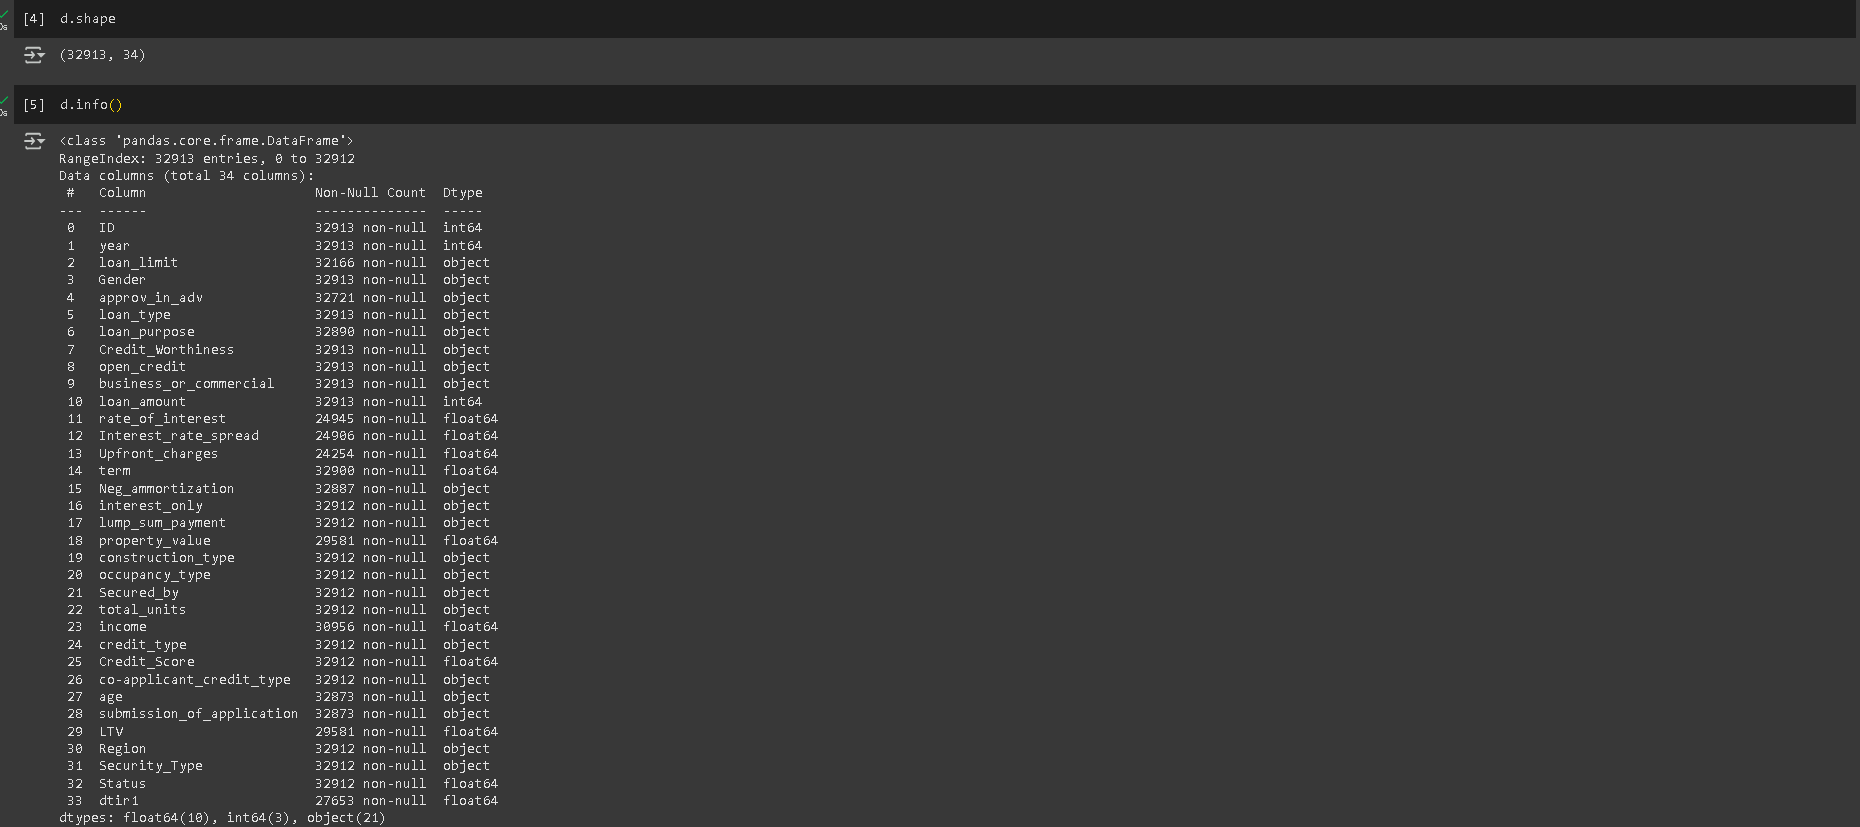 [4] d.shape
(32913, 34)
[5] d.info()
<class 'pandas.core.frame.DataFrame'>
RangeIndex: 32913 entries, 0 to 32912
Data columns (total 34 columns):
 #   Column                     Non-Null Count  Dtype
---  ------                     --------------  -----
 0   ID                         32913 non-null  int64
 1   year                       32913 non-null  int64
 2   loan_limit                 32166 non-null  object
 3   Gender                     32913 non-null  object
 4   approv_in_adv              32721 non-null  object
 5   loan_type                  32913 non-null  object
 6   loan_purpose               32890 non-null  object
 7   Credit_Worthiness          32913 non-null  object
 8   open_credit                32913 non-null  object
 9   business_or_commercial     32913 non-null  object
 10  loan_amount                32913 non-null  int64
 11  rate_of_interest           24945 non-null  float64
 12  Interest_rate_spread       24906 non-null  float64
 13  Upfront_charges            24254 non-null  float64
 14  term                       32900 non-null  float64
 15  Neg_ammortization          32887 non-null  object
 16  interest_only              32912 non-null  object
 17  lump_sum_payment           32912 non-null  object
 18  property_value             29581 non-null  float64
 19  construction_type          32912 non-null  object
 20  occupancy_type             32912 non-null  object
 21  Secured_by                 32912 non-null  object
 22  total_units                32912 non-null  object
 23  income                     30956 non-null  float64
 24  credit_type                32912 non-null  object
 25  Credit_Score               32912 non-null  float64
 26  co-applicant_credit_type   32912 non-null  object
 27  age                        32873 non-null  object
 28  submission_of_application  32873 non-null  object
 29  LTV                        29581 non-null  float64
 30  Region                     32912 non-null  object
 31  Security_Type              32912 non-null  object
 32  Status                     32912 non-null  float64
 33  dtir1                      27653 non-null  float64
dtypes: float64(10), int64(3), object(21)